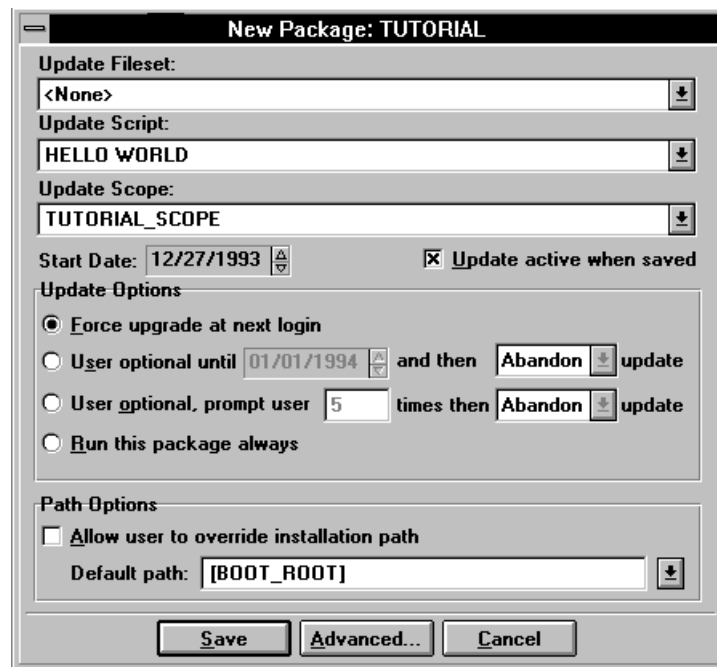 New Package: TUTORIAL
Update Fileset:
<None>
Update Script:
HELLO WORLD
Update Scope:
TUTORIAL_SCOPE
Start Date: 12/27/1993 Update active when saved
Update Options
Force upgrade at next login
User optional until 01/01/1994 and then Abandon update
User optional, prompt user 5 times then Abandon update
Run this package always
Path Options
Allow user to override installation path
Default path: [BOOT_ROOT]
Save Advanced... Cancel